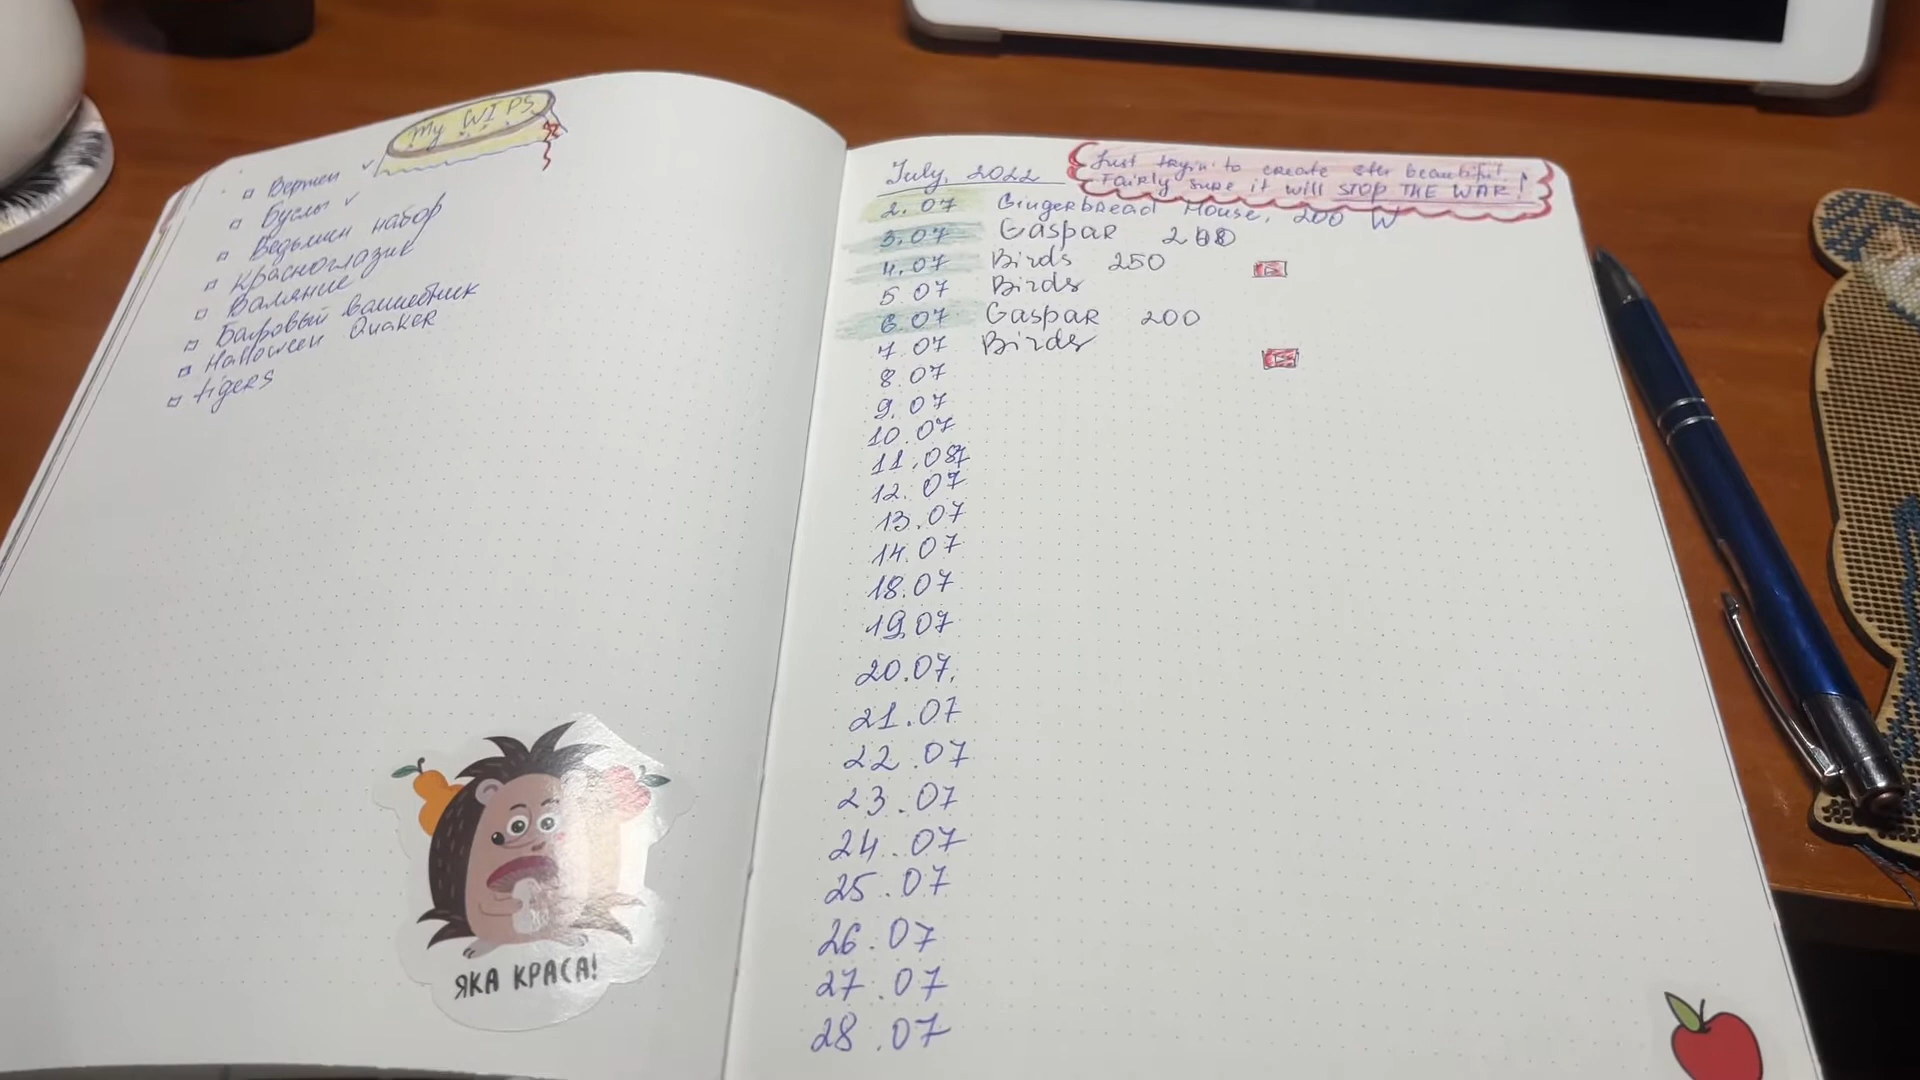 My WIPS
Вертеп ✓
Буслы ✓
Ведьмин набор
Красноглазик
Валяние
Багровый волшебник
Halloween Quaker
tigers
ЯКА КРАСА!
July, 2022
Just tryin to create sth beautiful.
Fairly sure it will STOP THE WAR!
2.07 Gingerbread House, 200 W
3.07 Gaspar
4.07 Birds 250
5.07 Birds
6.07 Gaspar 200
7.07 Birds
8.07
9.07
10.07
11.07
12.07
13.07
14.07
18.07
19.07
20.07.
21.07
22.07
23.07
24.07
25.07
26.07
27.07
28.07